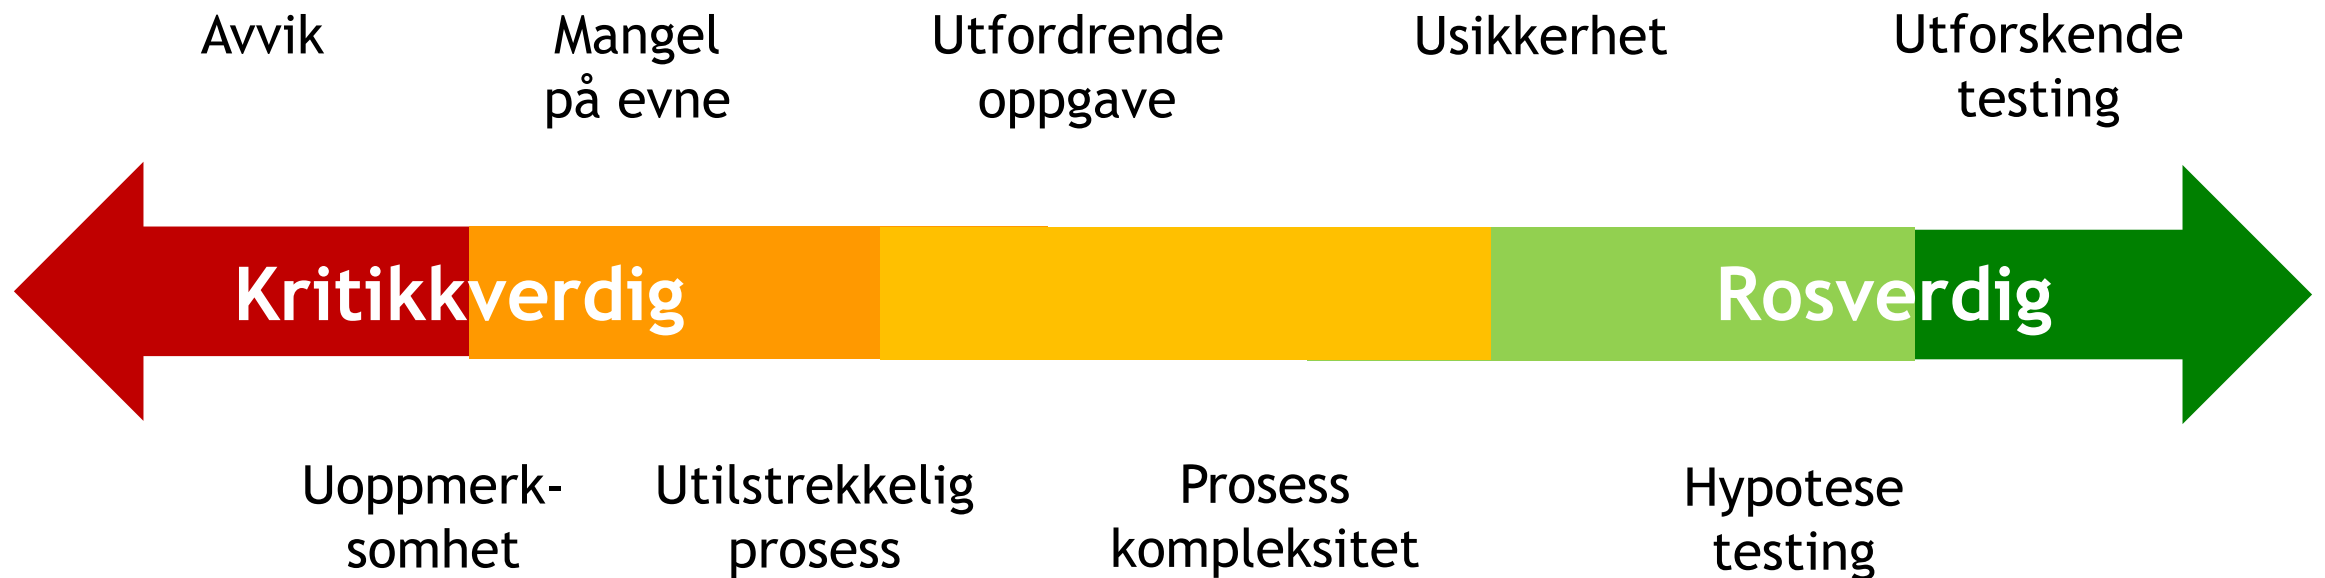 Avvik
Mangel
på evne
Utfordrende
oppgave
Usikkerhet
Utforskende
testing
Kritikkverdig
Rosverdig
Uoppmerk-
somhet
Utilstrekkelig
prosess
Prosess
kompleksitet
Hypotese
testing